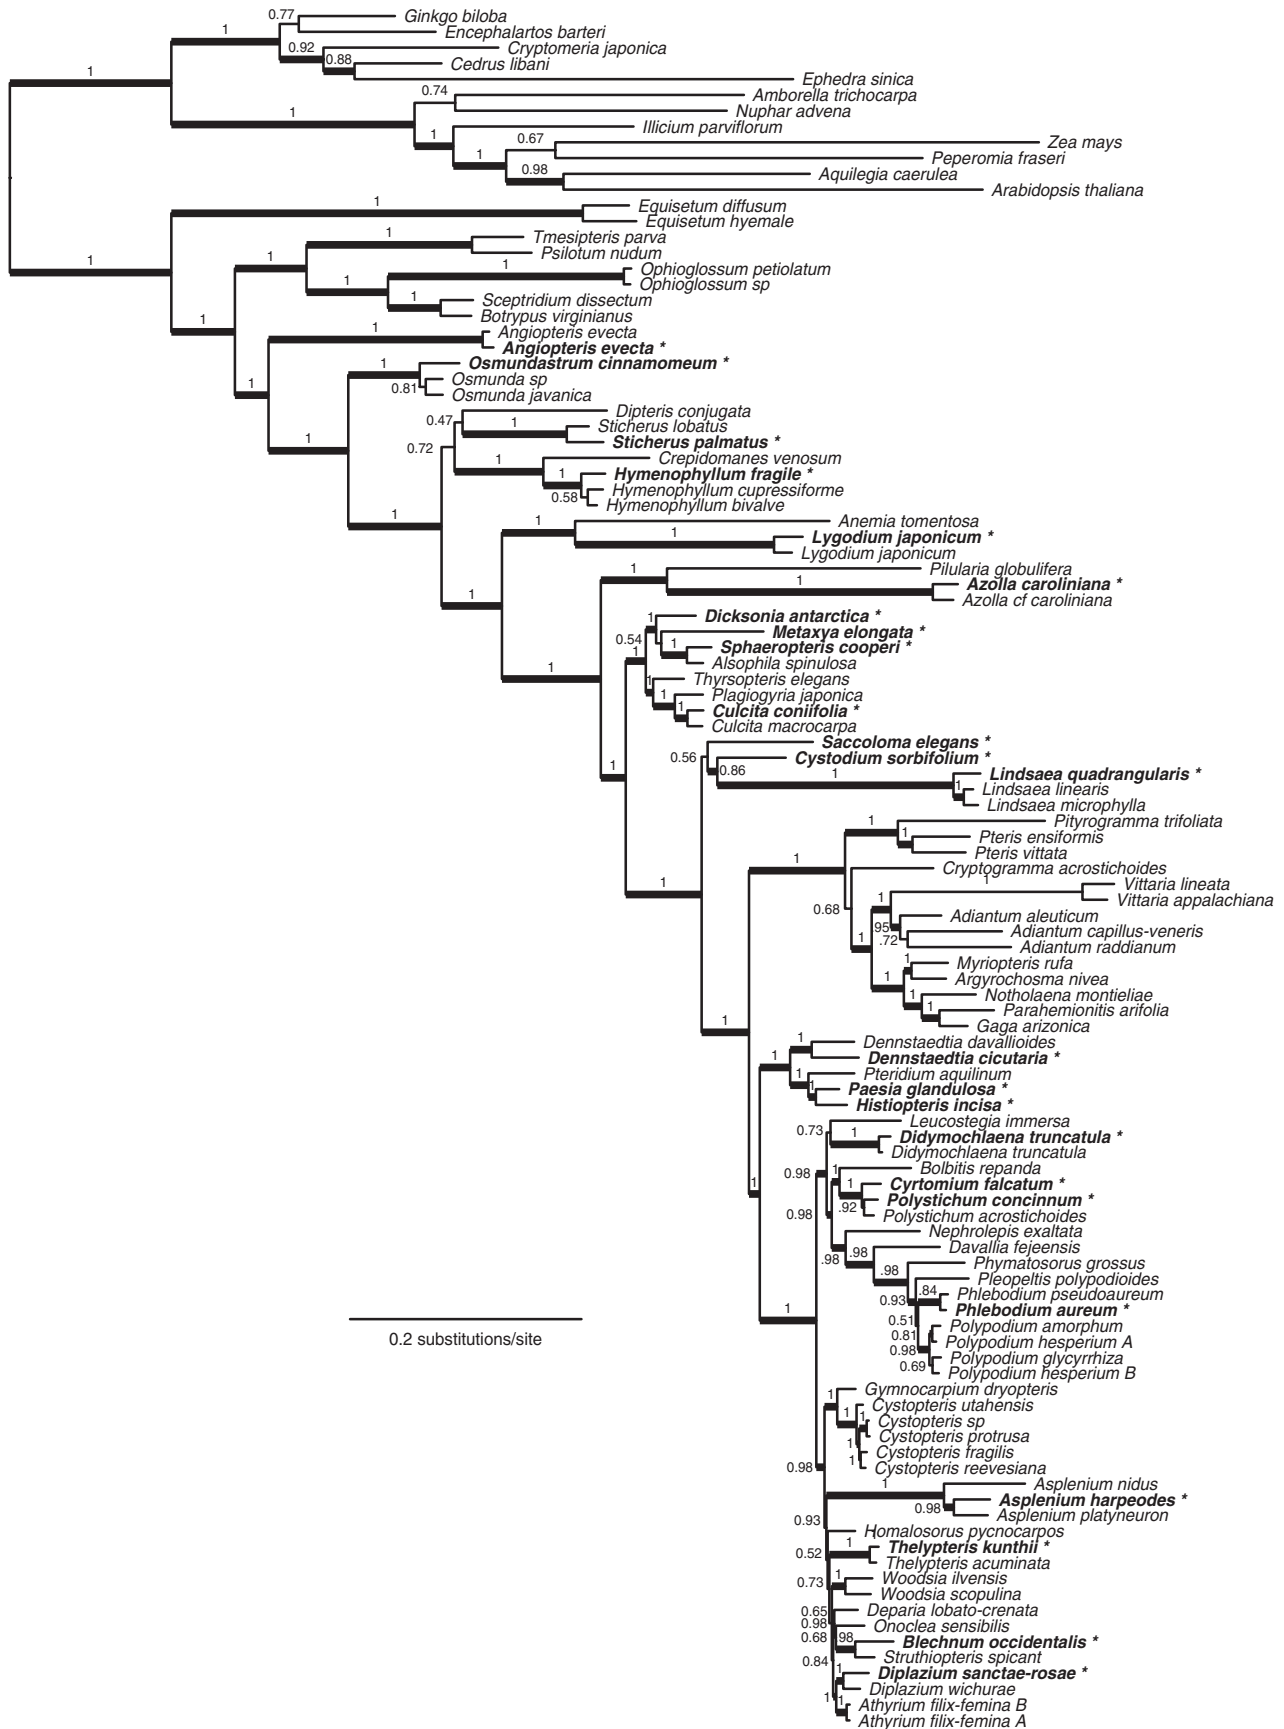 0.77 Ginkgo biloba
1 Encephalartos barteri
0.92 Cryptomeria japonica
0.88 Cedrus libani
1 Ephedra sinica
0.74 Amborella trichocarpa
Nuphar advena
1 Illicium parviflorum
1 0.67 Zea mays
1 Peperomia fraseri
0.98 Aquilegia caerulea
Arabidopsis thaliana
1 Equisetum diffusum
Equisetum hyemale
1 Tmesipteris parva
Psilotum nudum
1 1 1 Ophioglossum petiolatum
1 Ophioglossum sp
1 Sceptridium dissectum
1 Botrypus virginianus
1 Angiopteris evecta
Angiopteris evecta *
1 Osmundastrum cinnamomeum *
Osmunda sp
1 0.81 Osmunda javanica
Dipteris conjugata
0.47 1 Sticherus lobatus
1 0.72 Sticherus palmatus *
1 Crepidomanes venosum
1 Hymenophyllum fragile *
Hymenophyllum cupressiforme
0.58 Hymenophyllum bivalve
1 1 Anemia tomentosa
1 Lygodium japonicum *
Lygodium japonicum
1 Pilularia globulifera
1 Azolla caroliniana *
1 Azolla cf caroliniana
1 Dicksonia antarctica *
Metaxya elongata *
0.54 1 Sphaeropteris cooperi *
1 Alsophila spinulosa
1 1 Thyrsopteris elegans
1 Plagiogyria japonica
1 Culcita coniifolia *
Culcita macrocarpa
Saccoloma elegans *
0.56 Cystodium sorbifolium *
1 0.86 1 Lindsaea quadrangularis *
1 Lindsaea linearis
Lindsaea microphylla
1 Pityrogramma trifoliata
1 Pteris ensiformis
1 Pteris vittata
Cryptogramma acrostichoides
1 1 Vittaria lineata
1 Vittaria appalachiana
0.68 Adiantum aleuticum
.95 Adiantum capillus-veneris
1 .72 Adiantum raddianum
1 Myriopteris rufa
1 Argyrochosma nivea
1 Notholaena montieliae
1 Parahemionitis arifolia
1 Gaga arizonica
1 Dennstaedtia davallioides
1 Dennstaedtia cicutaria *
1 Pteridium aquilinum
1 Paesia glandulosa *
Histiopteris incisa *
Leucostegia immersa
0.73 1 Didymochlaena truncatula *
Didymochlaena truncatula
0.98 1 Bolbitis repanda
1 1 Cyrtomium falcatum *
Polystichum concinnum *
0.98 .92 Polystichum acrostichoides
Nephrolepis exaltata
.98 .98 Davallia fejeensis
.98 Phymatosorus grossus
Pleopeltis polypodioides
.84 Phlebodium pseudoaureum
1 0.93 Phlebodium aureum *
0.51 Polypodium amorphum
0.81 Polypodium hesperium A
0.98 Polypodium glycyrrhiza
0.69 Polypodium hesperium B
0.2 substitutions/site
1 Gymnocarpium dryopteris
1 Cystopteris utahensis
1 Cystopteris sp
1 Cystopteris protrusa
1 Cystopteris fragilis
0.98 Cystopteris reevesiana
1 Asplenium nidus
0.98 Asplenium harpeodes *
0.93 Asplenium platyneuron
Homalosorus pycnocarpos
0.52 1 Thelypteris kunthii *
Thelypteris acuminata
0.73 1 Woodsia ilvensis
Woodsia scopulina
0.65 Deparia lobato-crenata
0.98 Onoclea sensibilis
0.68 .98 Blechnum occidentalis *
0.84 Struthiopteris spicant
1 Diplazium sanctae-rosae *
Diplazium wichurae
1 1 Athyrium filix-femina B
Athyrium filix-femina A